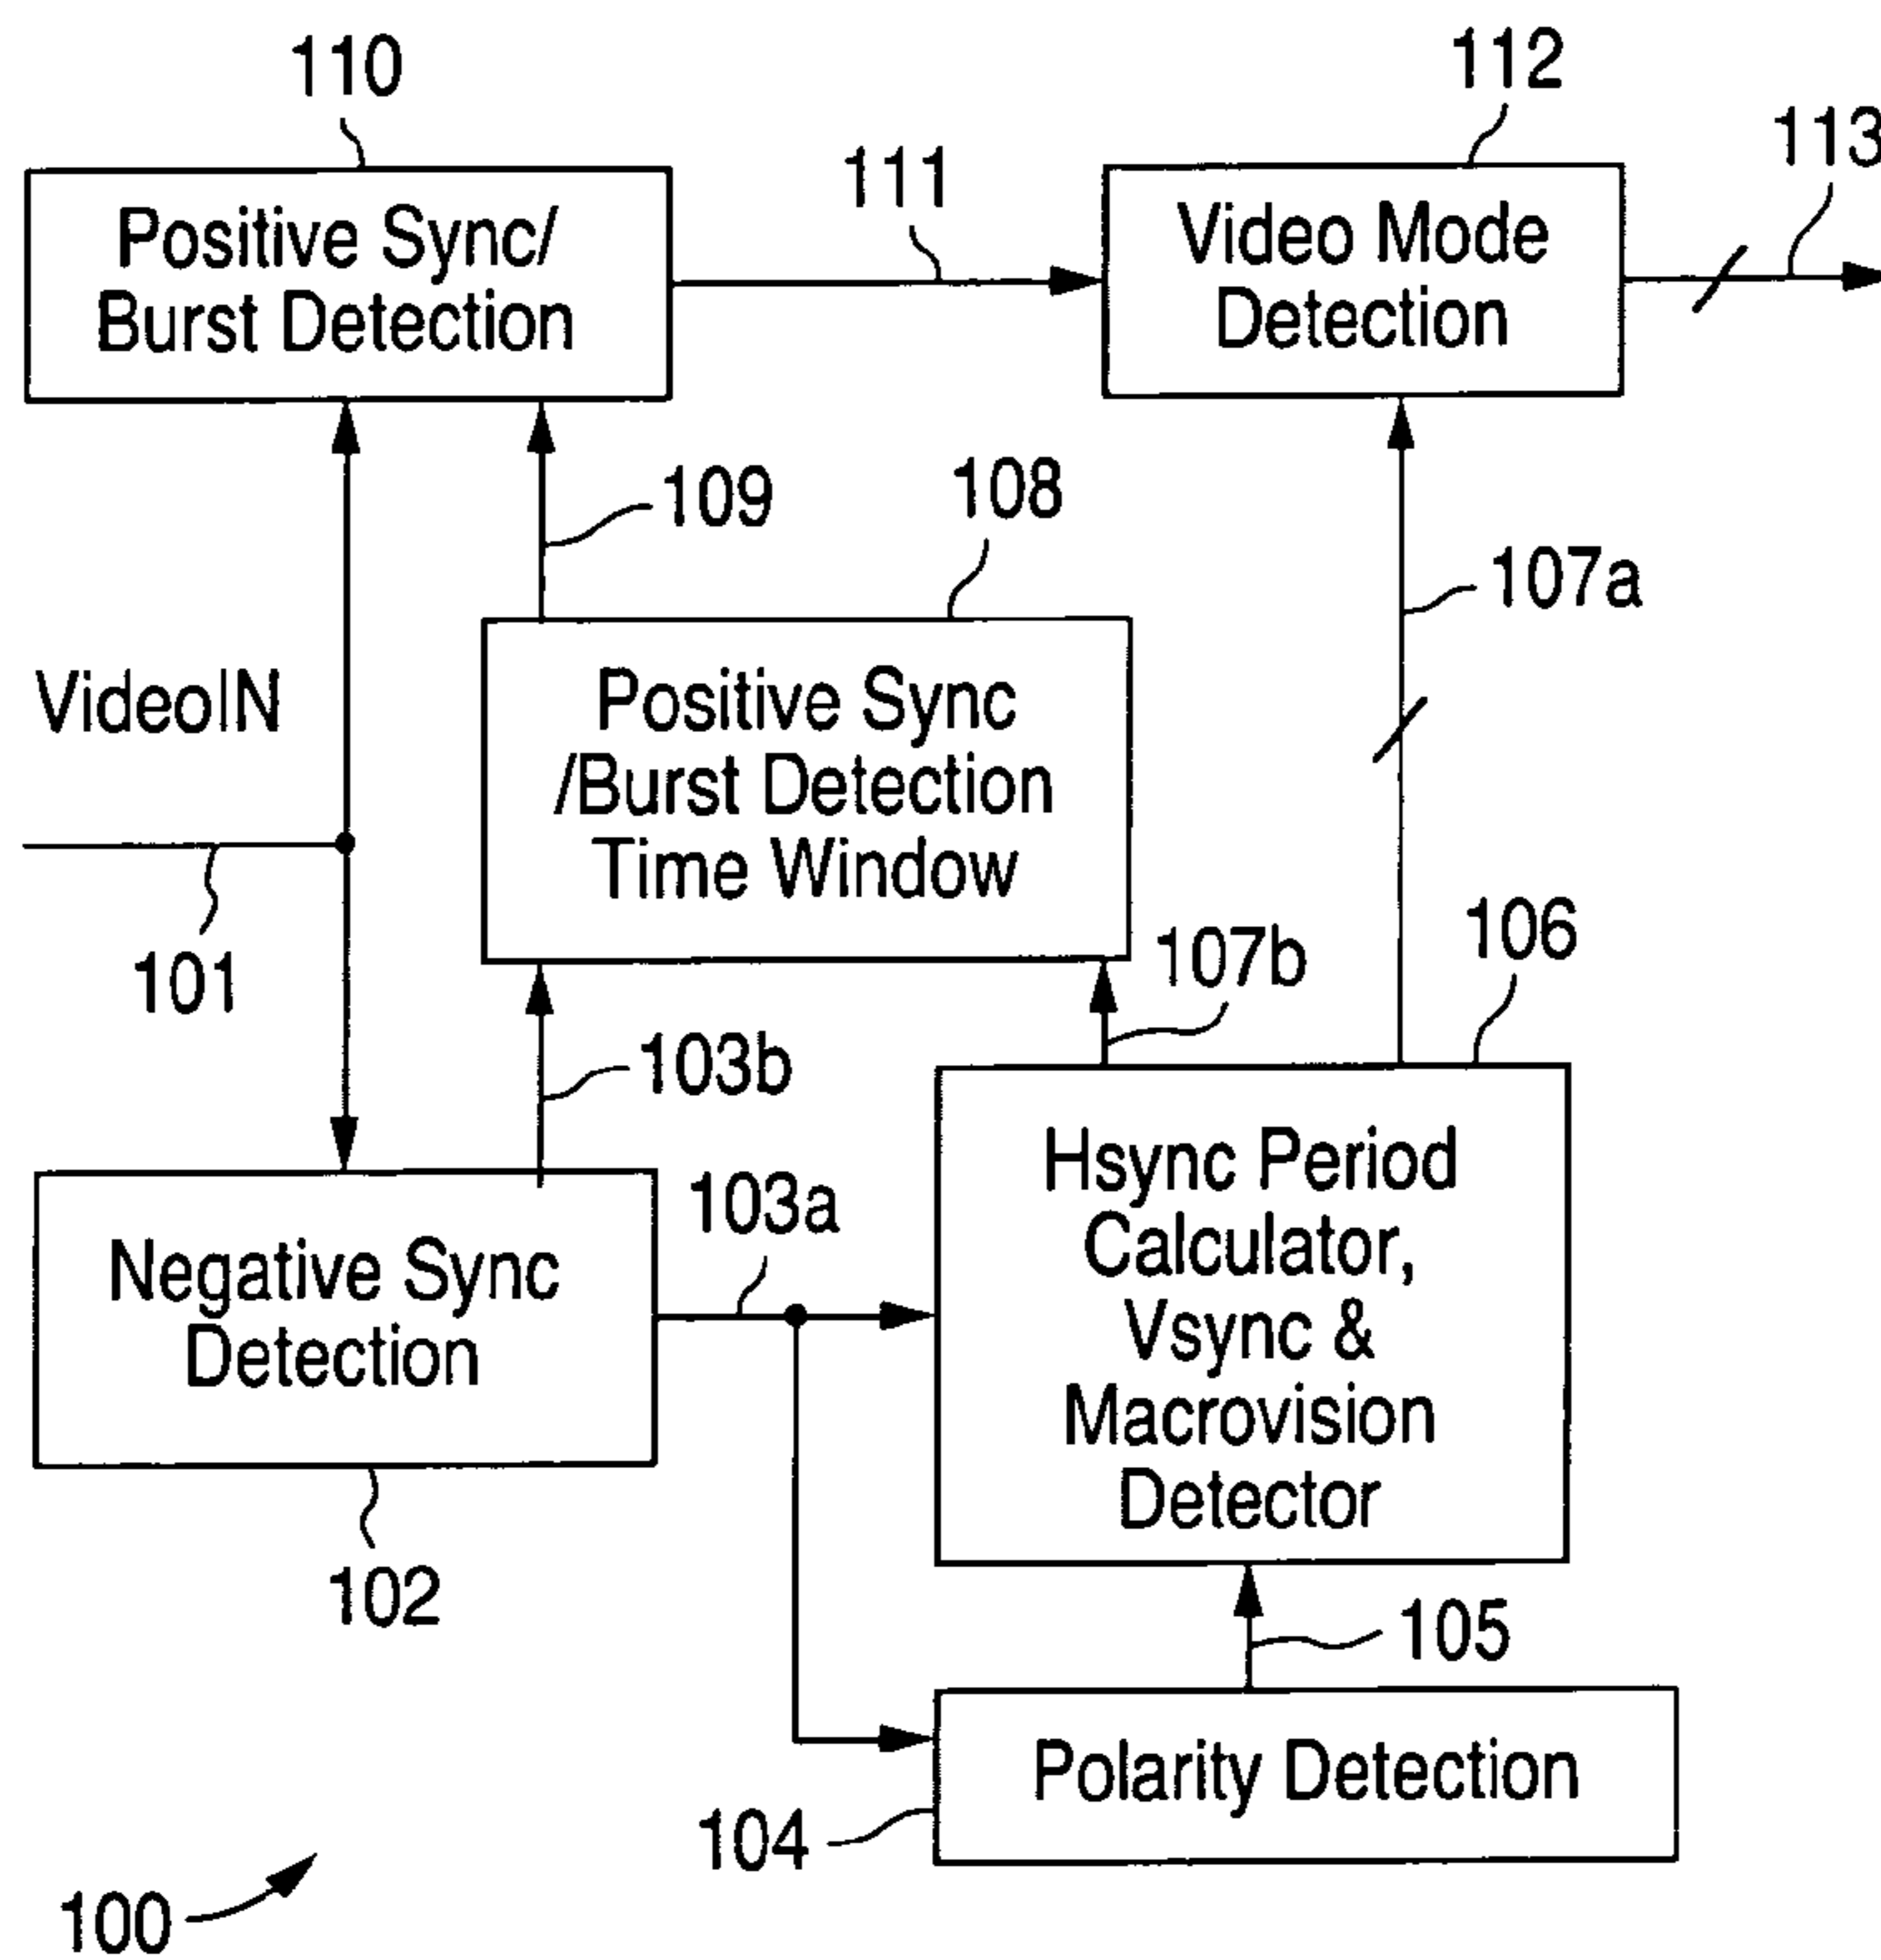 110
112
113
111
Positive Sync/
Burst Detection
Video Mode
Detection
109
108
107a
VideoIN
Positive Sync
/Burst Detection
Time Window
101
107b
106
103b
103a
Negative Sync
Detection
Hsync Period
Calculator,
Vsync &
Macrovision
Detector
102
105
Polarity Detection
104
100